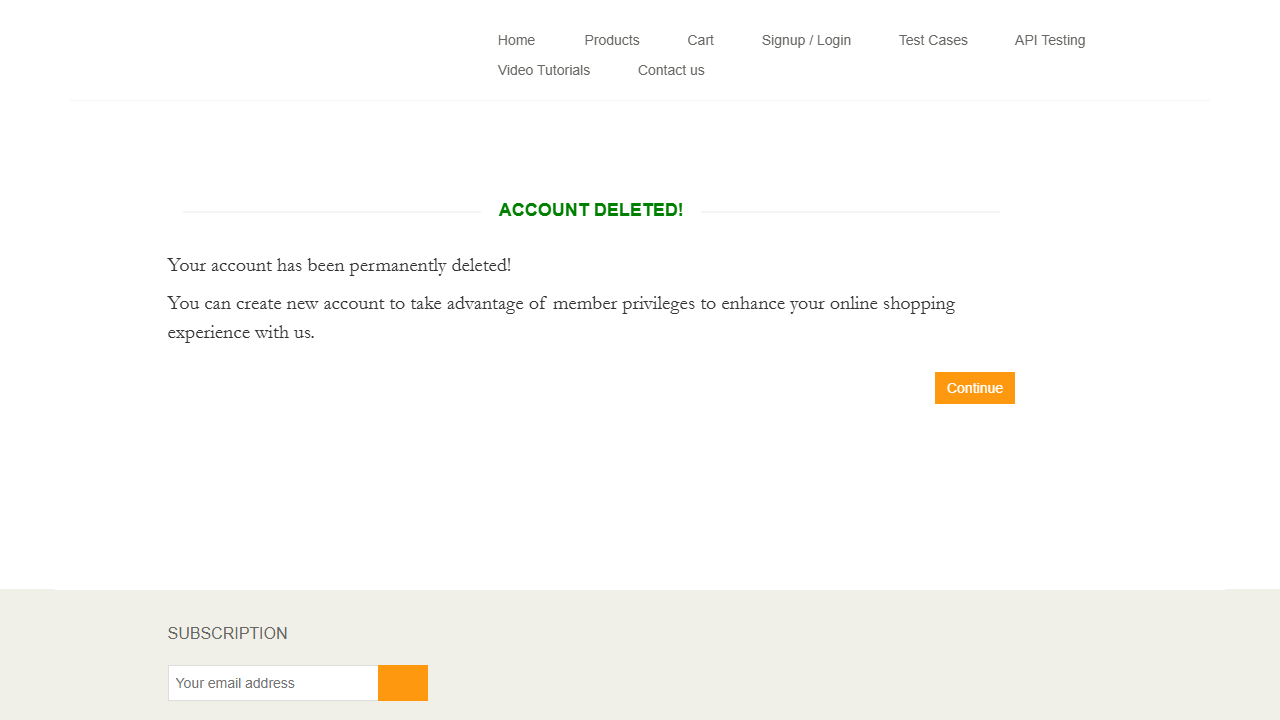 Home Products Cart Signup / Login Test Cases API Testing
Video Tutorials Contact us
ACCOUNT DELETED!
Your account has been permanently deleted!
You can create new account to take advantage of member privileges to enhance your online shopping
experience with us.
Continue
SUBSCRIPTION
Your email address